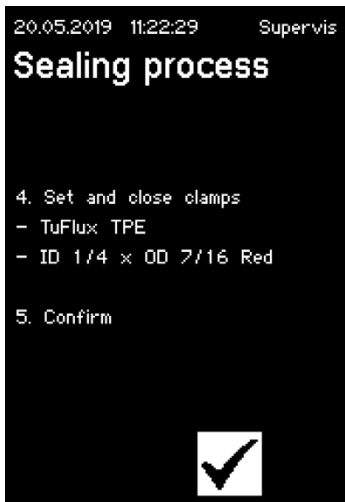 20.05.2019 11:22:29 Supervis
Sealing process
4. Set and close clamps
- TuFlux TPE
- ID 1/4 x OD 7/16 Red
5. Confirm